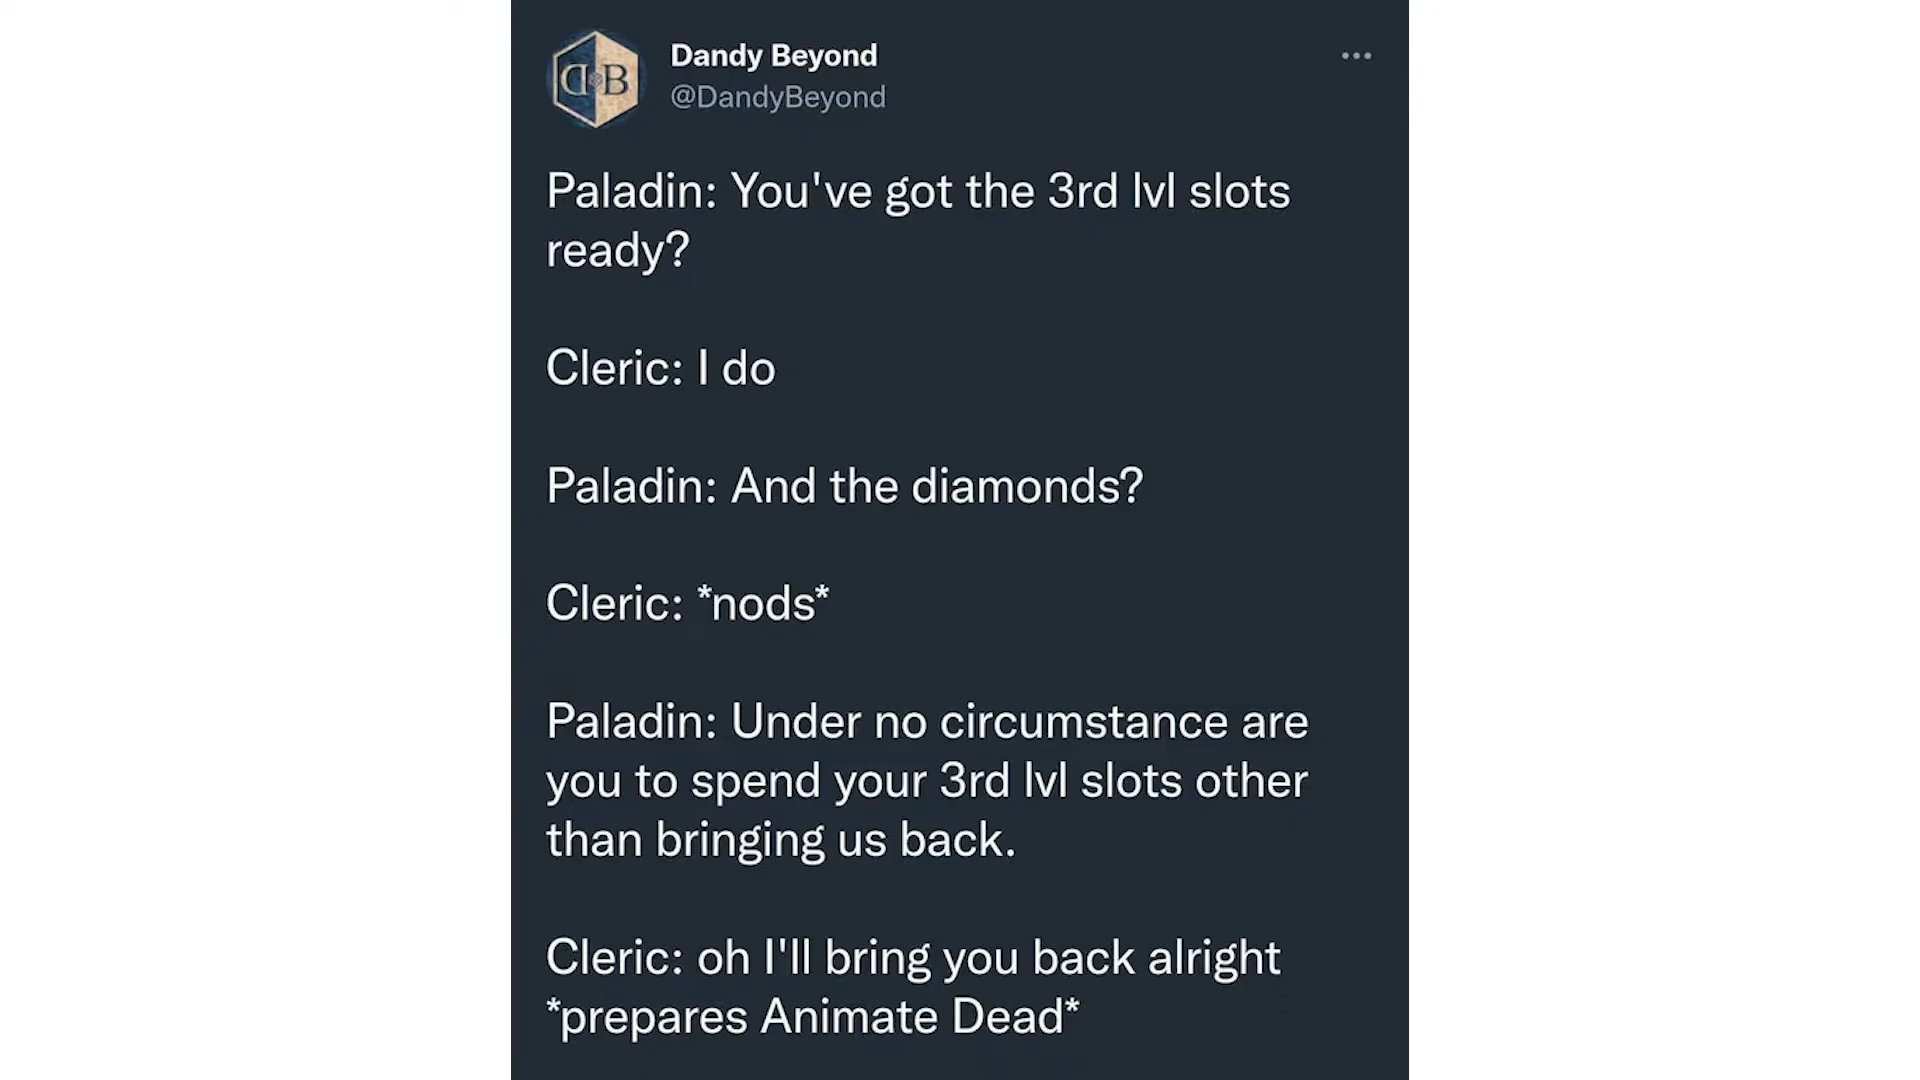 Dandy Beyond
@DandyBeyond
D&B
Paladin: You've got the 3rd lvl slots
ready?
Cleric: I do
Paladin: And the diamonds?
Cleric: *nods*
Paladin: Under no circumstance are
you to spend your 3rd lvl slots other
than bringing us back.
Cleric: oh I'll bring you back alright
*prepares Animate Dead*